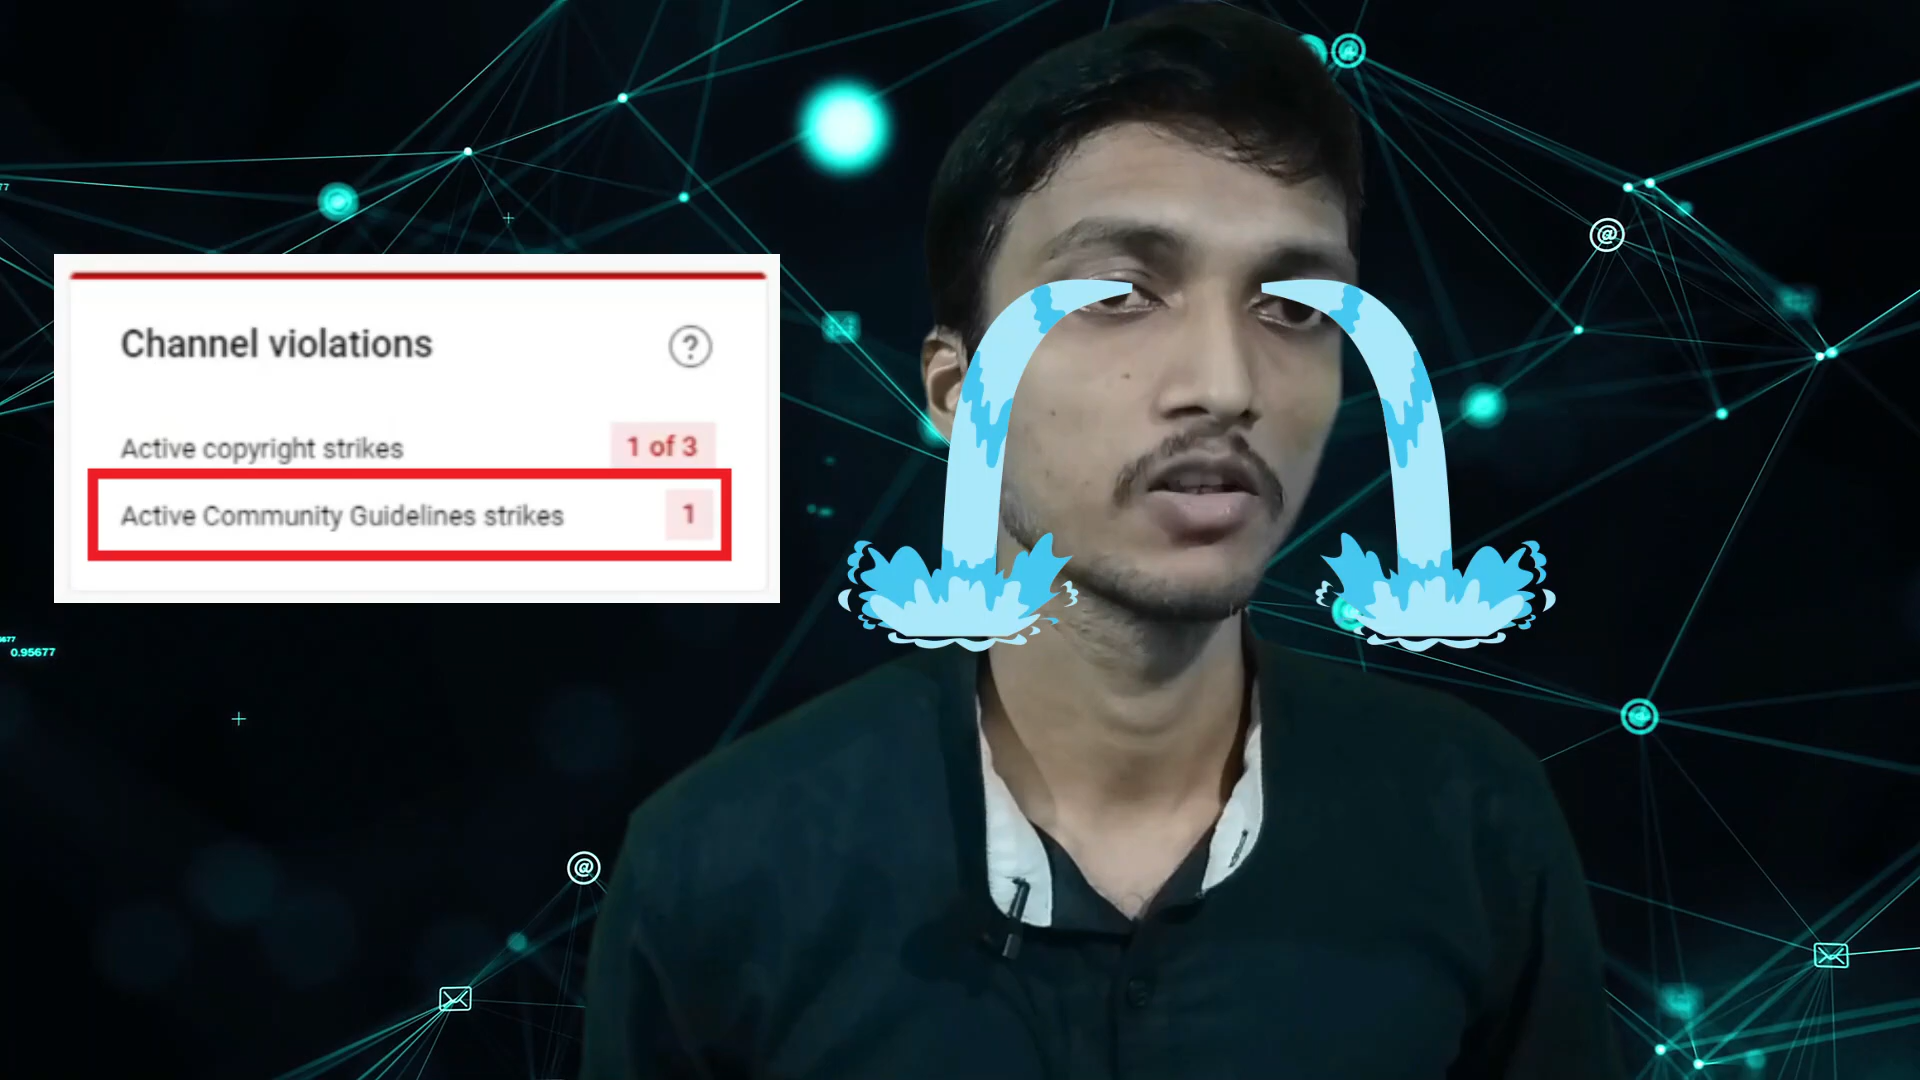 Channel violations
?
Active copyright strikes 1 of 3
Active Community Guidelines strikes 1
0.95677
@
@
@
@